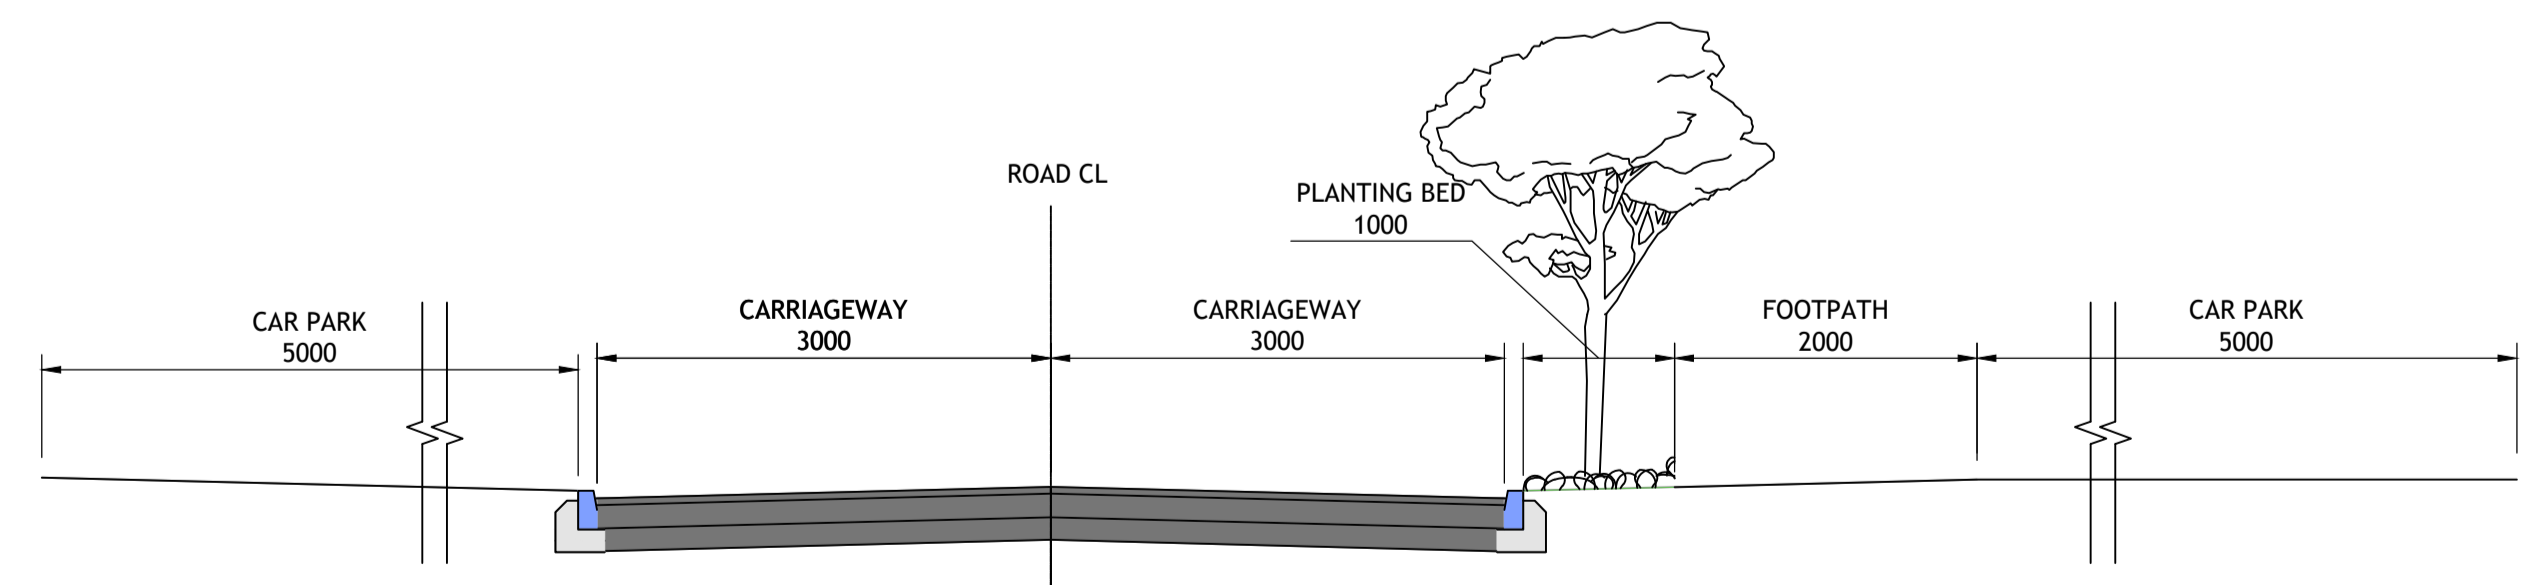 ROAD CL
PLANTING BED
1000
CAR PARK
5000
CARRIAGEWAY
3000
CARRIAGEWAY
3000
FOOTPATH
2000
CAR PARK
5000